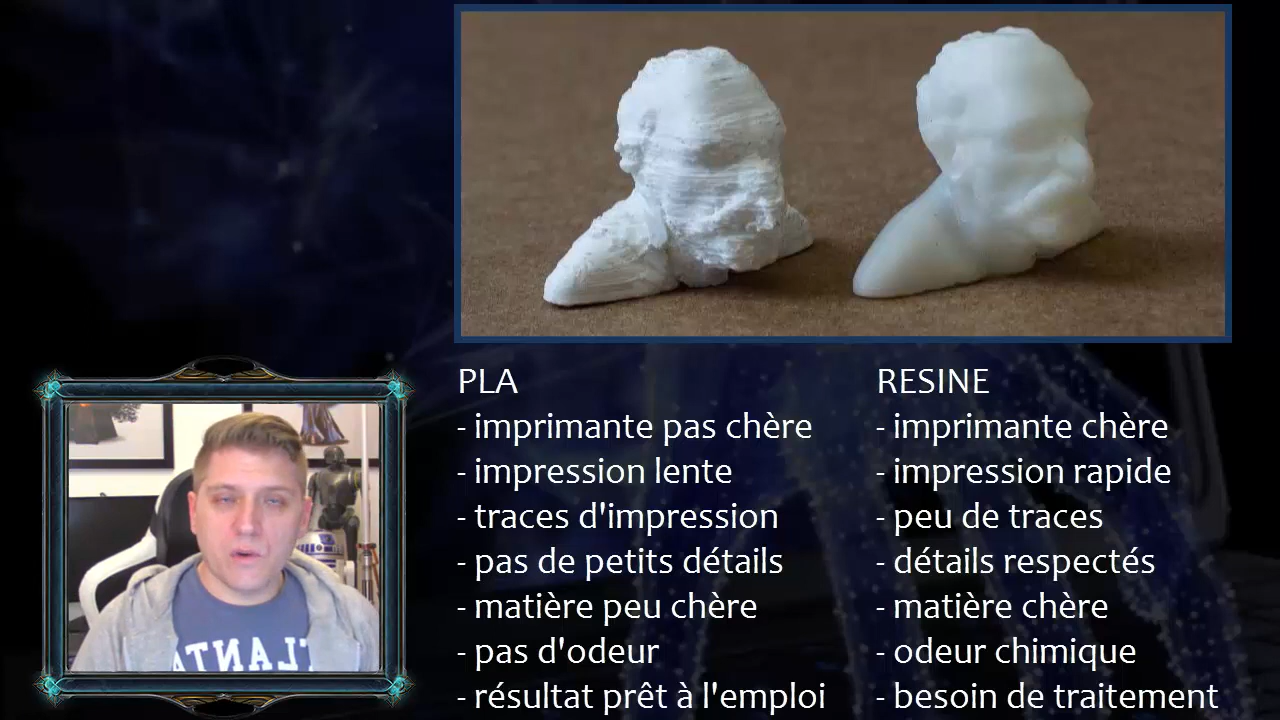 PLA
- imprimante pas chère
- impression lente
- traces d'impression
- pas de petits détails
- matière peu chère
- pas d'odeur
- résultat prêt à l'emploi
RESINE
- imprimante chère
- impression rapide
- peu de traces
- détails respectés
- matière chère
- odeur chimique
- besoin de traitement